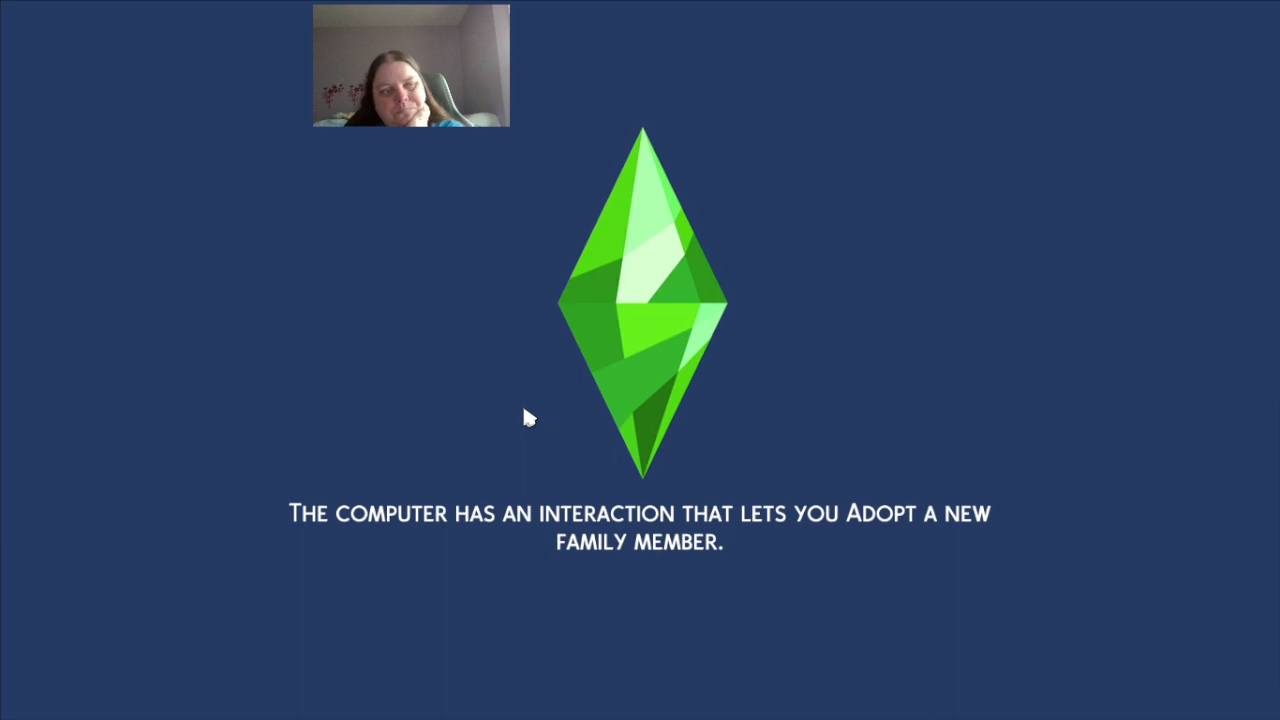 The computer has an interaction that lets you Adopt a new
family member.